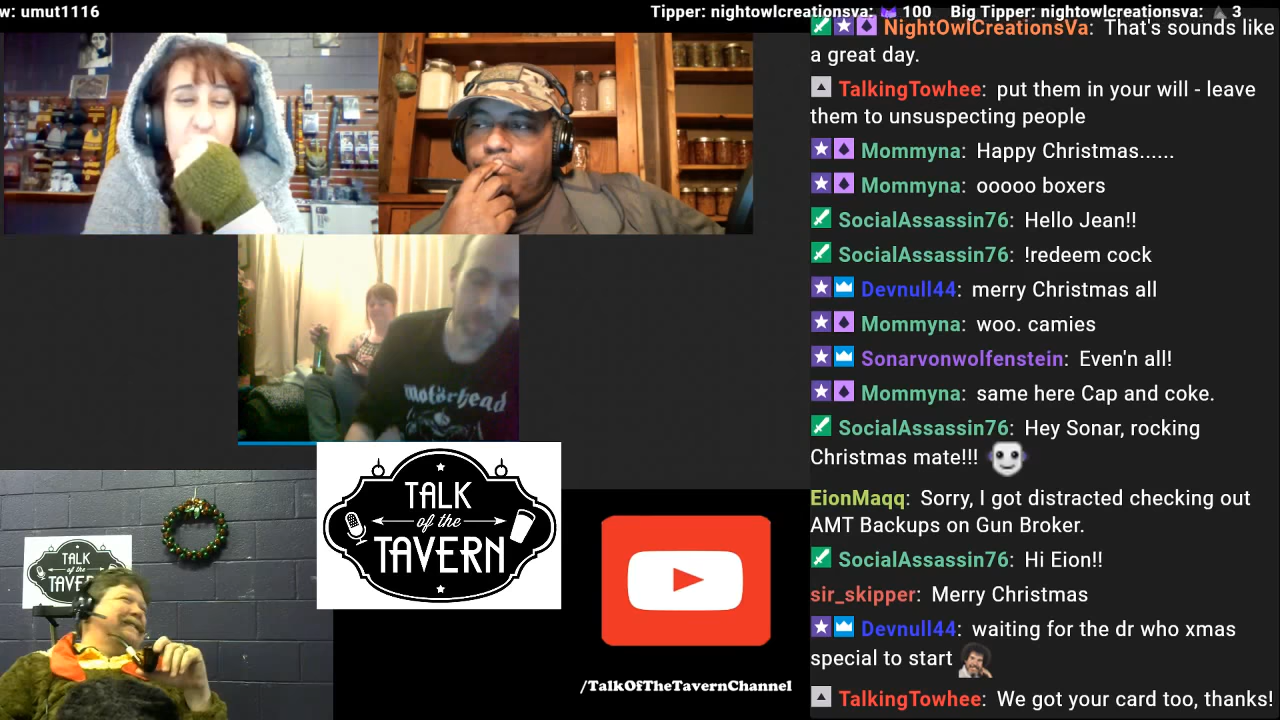 w: umut1116
Tipper: nightowlcreationsva: 100 Big Tipper: nightowlcreationsva: 3
NightOwlCreationsVa: That's sounds like
a great day.
TalkingTowhee: put them in your will - leave
them to unsuspecting people
Mommyna: Happy Christmas......
Mommyna: ooooo boxers
SocialAssassin76: Hello Jean!!
SocialAssassin76: !redeem cock
Devnull44: merry Christmas all
Mommyna: woo. camies
Sonarvonwolfenstein: Even'n all!
Mommyna: same here Cap and coke.
SocialAssassin76: Hey Sonar, rocking
Christmas mate!!!
EionMaqq: Sorry, I got distracted checking out
AMT Backups on Gun Broker.
SocialAssassin76: Hi Eion!!
sir_skipper: Merry Christmas
Devnull44: waiting for the dr who xmas
special to start
TalkingTowhee: We got your card too, thanks!
motörhead
TALK
of the
TAVERN
TALK
of the
TAVE
/TalkOfTheTavernChannel